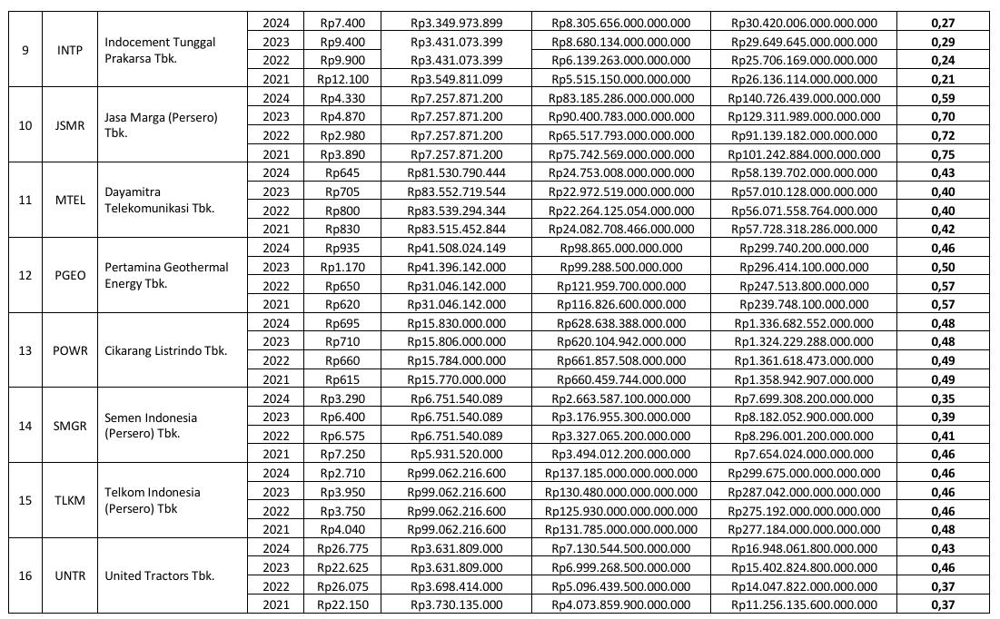 9 INTP Indocement Tunggal Prakarsa Tbk. 2024 Rp7.400 Rp3.349.973.899 Rp8.305.656.000.000.000 Rp30.420.006.000.000.000 0,27
2023 Rp9.400 Rp3.431.073.399 Rp8.680.134.000.000.000 Rp29.649.645.000.000.000 0,29
2022 Rp9.900 Rp3.431.073.399 Rp6.139.263.000.000.000 Rp25.706.169.000.000.000 0,24
2021 Rp12.100 Rp3.549.811.099 Rp5.515.150.000.000.000 Rp26.136.114.000.000.000 0,21
10 JSMR Jasa Marga (Persero) Tbk. 2024 Rp4.330 Rp7.257.871.200 Rp83.185.286.000.000.000 Rp140.726.439.000.000.000 0,59
2023 Rp4.870 Rp7.257.871.200 Rp90.400.783.000.000.000 Rp129.311.989.000.000.000 0,70
2022 Rp2.980 Rp7.257.871.200 Rp65.517.793.000.000.000 Rp91.139.182.000.000.000 0,72
2021 Rp3.890 Rp7.257.871.200 Rp75.742.569.000.000.000 Rp101.242.884.000.000.000 0,75
11 MTEL Dayamitra Telekomunikasi Tbk. 2024 Rp645 Rp81.530.790.444 Rp24.753.008.000.000.000 Rp58.139.702.000.000.000 0,43
2023 Rp705 Rp83.552.719.544 Rp22.972.519.000.000.000 Rp57.010.128.000.000.000 0,40
2022 Rp800 Rp83.539.294.344 Rp22.264.125.054.000.000 Rp56.071.558.764.000.000 0,40
2021 Rp830 Rp83.515.452.844 Rp24.082.708.466.000.000 Rp57.728.318.286.000.000 0,42
12 PGEO Pertamina Geothermal Energy Tbk. 2024 Rp935 Rp41.508.024.149 Rp98.865.000.000.000 Rp299.740.200.000.000 0,46
2023 Rp1.170 Rp41.396.142.000 Rp99.288.500.000.000 Rp296.414.100.000.000 0,50
2022 Rp650 Rp31.046.142.000 Rp121.959.700.000.000 Rp247.513.800.000.000 0,57
2021 Rp620 Rp31.046.142.000 Rp116.826.600.000.000 Rp239.748.100.000.000 0,57
13 POWR Cikarang Listrindo Tbk. 2024 Rp695 Rp15.830.000.000 Rp628.638.388.000.000 Rp1.336.682.552.000.000 0,48
2023 Rp710 Rp15.806.000.000 Rp620.104.942.000.000 Rp1.324.229.288.000.000 0,48
2022 Rp660 Rp15.784.000.000 Rp661.857.508.000.000 Rp1.361.618.473.000.000 0,49
2021 Rp615 Rp15.770.000.000 Rp660.459.744.000.000 Rp1.358.942.907.000.000 0,49
14 SMGR Semen Indonesia (Persero) Tbk. 2024 Rp3.290 Rp6.751.540.089 Rp2.663.587.100.000.000 Rp7.699.308.200.000.000 0,35
2023 Rp6.400 Rp6.751.540.089 Rp3.176.955.300.000.000 Rp8.182.052.900.000.000 0,39
2022 Rp6.575 Rp6.751.540.089 Rp3.327.065.200.000.000 Rp8.296.001.200.000.000 0,41
2021 Rp7.250 Rp5.931.520.000 Rp3.494.012.200.000.000 Rp7.654.024.000.000.000 0,46
15 TLKM Telkom Indonesia (Persero) Tbk 2024 Rp2.710 Rp99.062.216.600 Rp137.185.000.000.000.000 Rp299.675.000.000.000.000 0,46
2023 Rp3.950 Rp99.062.216.600 Rp130.480.000.000.000.000 Rp287.042.000.000.000.000 0,46
2022 Rp3.750 Rp99.062.216.600 Rp125.930.000.000.000.000 Rp275.192.000.000.000.000 0,46
2021 Rp4.040 Rp99.062.216.600 Rp131.785.000.000.000.000 Rp277.184.000.000.000.000 0,48
16 UNTR United Tractors Tbk. 2024 Rp26.775 Rp3.631.809.000 Rp7.130.544.500.000.000 Rp16.948.061.800.000.000 0,43
2023 Rp22.625 Rp3.631.809.000 Rp6.999.268.500.000.000 Rp15.402.824.800.000.000 0,46
2022 Rp26.075 Rp3.698.414.000 Rp5.096.439.500.000.000 Rp14.047.822.000.000.000 0,37
2021 Rp22.150 Rp3.730.135.000 Rp4.073.859.900.000.000 Rp11.256.135.600.000.000 0,37